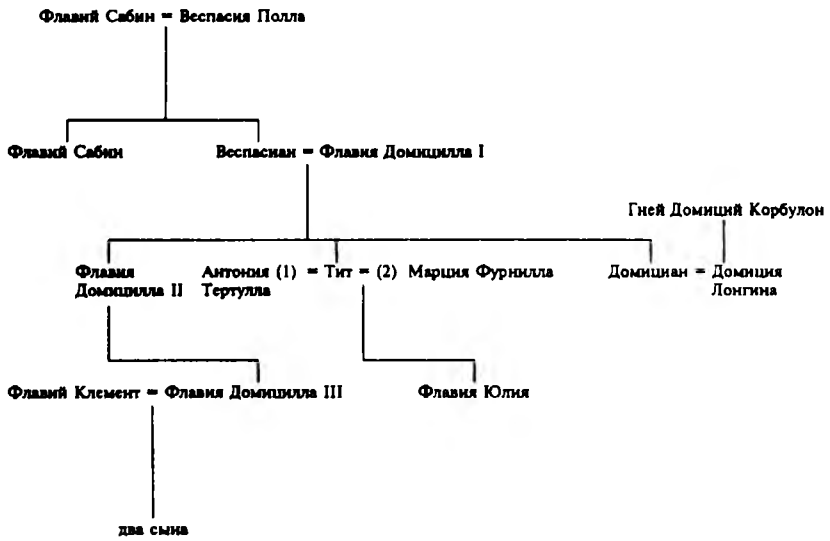 Флавий Сабин = Веспасия Полла
Флавий Сабин
Веспасиан = Флавия Домицилла I
Гней Домиций Корбулон
Флавия
Домицилла II
Антония (1) = Тит = (2) Марция Фурнилла
Тертулла
Домициан = Домиция
Лонгина
Флавий Клемент = Флавия Домицилла III
Флавия Юлия
два сына